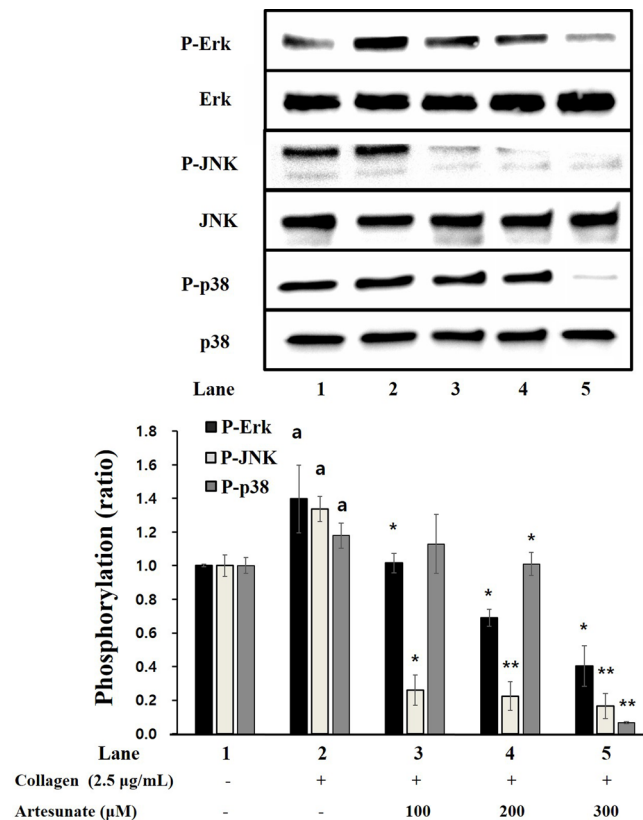 P-Erk
Erk
P-JNK
JNK
P-p38
p38
Lane 1 2 3 4 5
Phosphorylation (ratio)
1.8
1.6
1.4
1.2
1.0
0.8
0.6
0.4
0.2
0.0
P-Erk
P-JNK
P-p38
a a a
* *
* ** *
* ** **
Lane 1 2 3 4 5
Collagen (2.5 μg/mL) - + + + +
Artesunate (μM) - - 100 200 300